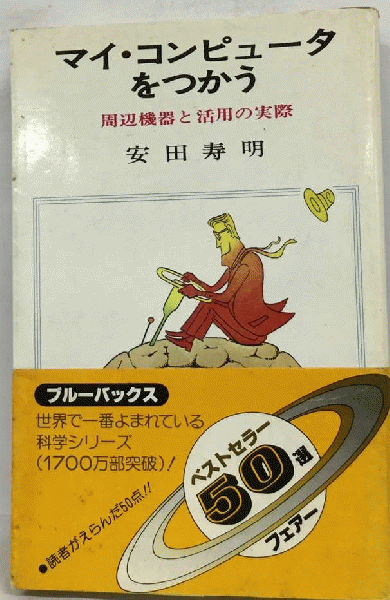 マイ・コンピュータ
をつかう
周辺機器と活用の実際
安田寿明
ブルーバックス
世界で一番よまれている
科学シリーズ
(1700万部突破)!
●読者がえらんだ50点!!
ベストセラー
50選
フェアー